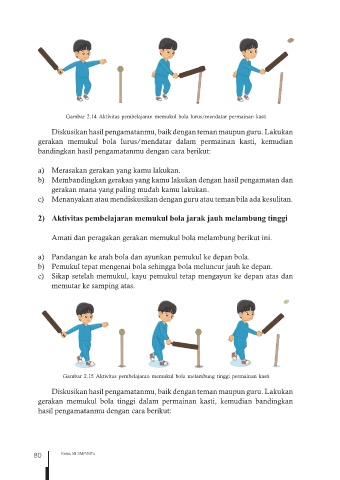 Gambar 2.14 Aktivitas pembelajaran memukul bola lurus/mendatar permainan kasti
Diskusikan hasil pengamatanmu, baik dengan teman maupun guru. Lakukan
gerakan memukul bola lurus/mendatar dalam permainan kasti, kemudian
bandingkan hasil pengamatanmu dengan cara berikut:
a) Merasakan gerakan yang kamu lakukan.
b) Membandingkan gerakan yang kamu lakukan dengan hasil pengamatan dan
gerakan mana yang paling mudah kamu lakukan.
c) Menanyakan atau mendiskusikan dengan guru atau teman bila ada kesulitan.
2) Aktivitas pembelajaran memukul bola jarak jauh melambung tinggi
Amati dan peragakan gerakan memukul bola melambung berikut ini.
a) Pandangan ke arah bola dan ayunkan pemukul ke depan bola.
b) Pemukul tepat mengenai bola sehingga bola meluncur jauh ke depan.
c) Sikap setelah memukul, kayu pemukul tetap mengayun ke depan atas dan
memutar ke samping atas.
Gambar 2.15 Aktivitas pembelajaran memukul bola melambung tinggi permainan kasti
Diskusikan hasil pengamatanmu, baik dengan teman maupun guru. Lakukan
gerakan memukul bola tinggi dalam permainan kasti, kemudian bandingkan
hasil pengamatanmu dengan cara berikut:
80